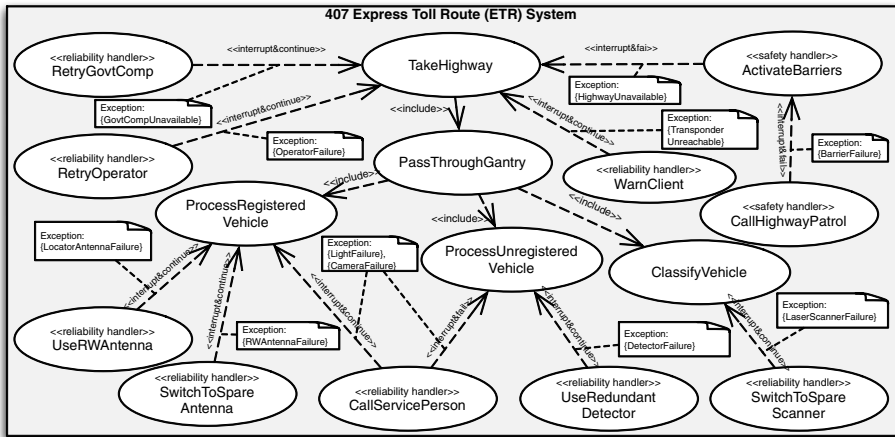 407 Express Toll Route (ETR) System
<<reliability handler>>
RetryGovtComp
<<interrupt&continue>>
TakeHighway
<<interrupt&fai>>
<<safety handler>>
ActivateBarriers
Exception:
{GovtCompUnavailable}
<<interrupt&continue>>
<<include>>
<<interrupt&continue>>
Exception:
{HighwayUnavailable}
<<interrupt&fail>>
Exception:
{OperatorFailure}
Exception:
{Transponder
Unreachable}
Exception:
{BarrierFailure}
<<reliability handler>>
RetryOperator
PassThroughGantry
<<reliability handler>>
WarnClient
<<safety handler>>
CallHighwayPatrol
<<include>>
<<include>>
<<include>>
ProcessRegistered
Vehicle
ProcessUnregistered
Vehicle
ClassifyVehicle
Exception:
{LocatorAntennaFailure}
Exception:
{LightFailure},
{CameraFailure}
<<interrupt&continue>>
<<interrupt&continue>>
<<interrupt&continue>>
<<interrupt&fail>>
<<interrupt&continue>>
<<interrupt&continue>>
Exception:
{LaserScannerFailure}
Exception:
{RWAntennaFailure}
Exception:
{DetectorFailure}
<<reliability handler>>
UseRWAntenna
<<reliability handler>>
SwitchToSpare
Antenna
<<reliability handler>>
CallServicePerson
<<reliability handler>>
UseRedundant
Detector
<<reliability handler>>
SwitchToSpare
Scanner